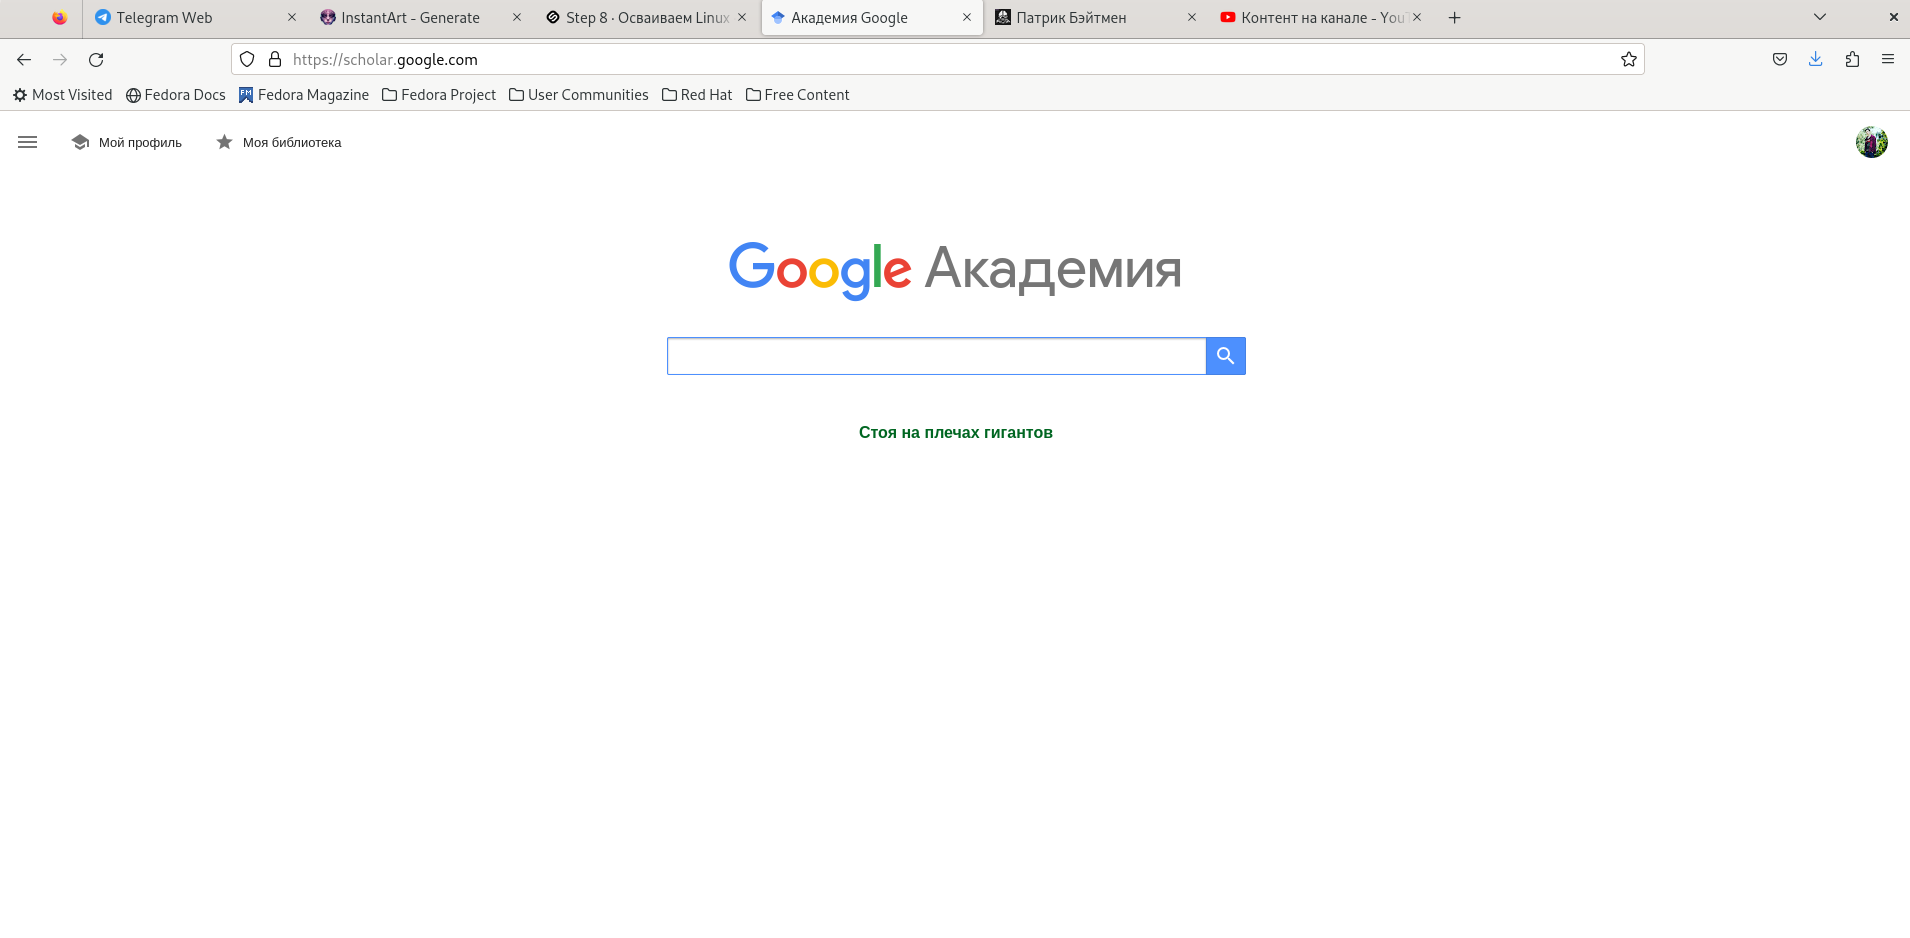 Telegram Web
InstantArt - Generate
Step 8 · Осваиваем Linux
Академия Google
Патрик Бэйтмен
Контент на канале - YouT
https://scholar.google.com
Most Visited
Fedora Docs
FM Fedora Magazine
Fedora Project
User Communities
Red Hat
Free Content
Мой профиль
Моя библиотека
Google Академия
Стоя на плечах гигантов